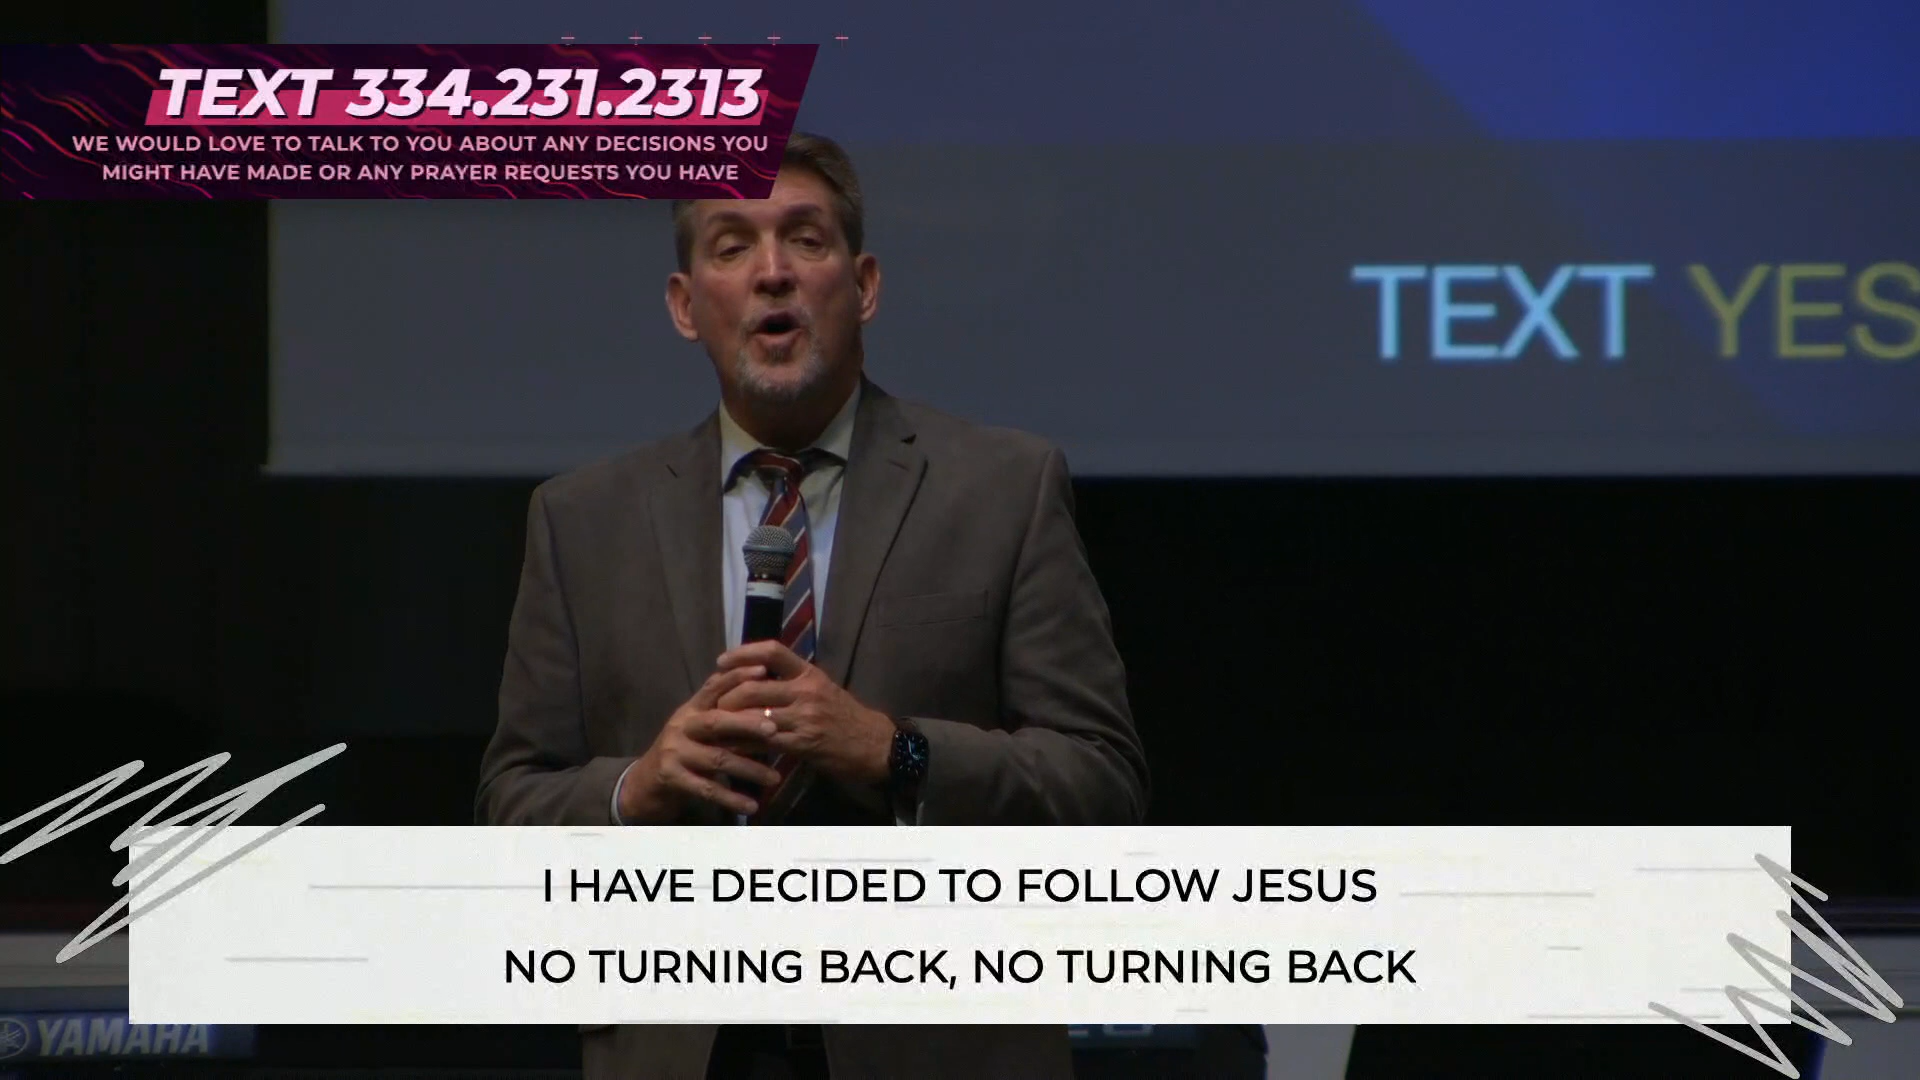 TEXT 334.231.2313
WE WOULD LOVE TO TALK TO YOU ABOUT ANY DECISIONS YOU
MIGHT HAVE MADE OR ANY PRAYER REQUESTS YOU HAVE
TEXT YES
I HAVE DECIDED TO FOLLOW JESUS
NO TURNING BACK, NO TURNING BACK
YAMAHA